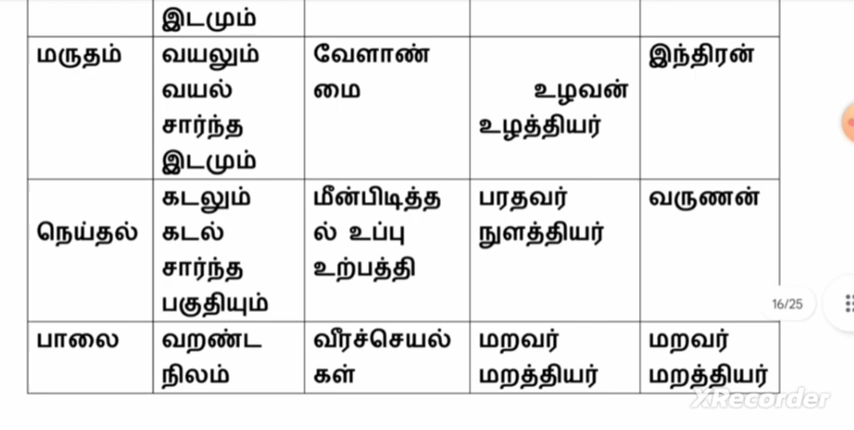 இடமும்
மருதம் வயலும் வேளாண் இந்திரன்
வயல் மை உழவன்
சார்ந்த உழத்தியர்
இடமும்
கடலும் மீன்பிடித்த பரதவர் வருணன்
நெய்தல் கடல் ல் உப்பு நுளத்தியர்
சார்ந்த உற்பத்தி
பகுதியும்
16/25
பாலை வறண்ட வீரச்செயல் மறவர் மறவர்
நிலம் கள் மறத்தியர் மறத்தியர்
XRecorder